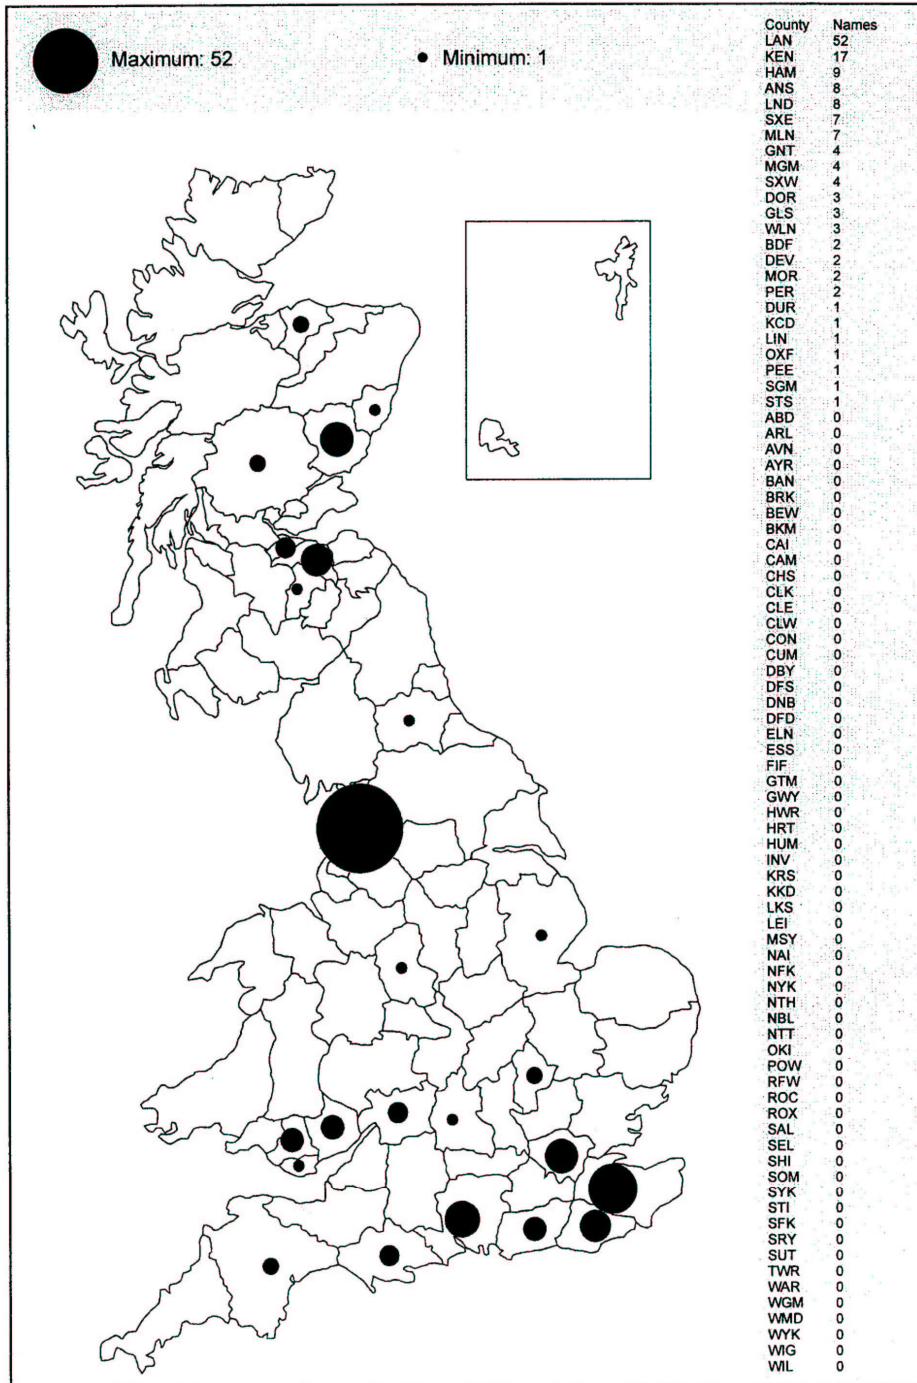 Maximum: 52
Minimum: 1
County Names
LAN 52
KEN 17
HAM 9
ANS 8
LND 8
SXE 7
MLN 7
GNT 4
MGM 4
SXW 4
DOR 3
GLS 3
WLN 3
BDF 2
DEV 2
MOR 2
PER 2
DUR 1
KCD 1
LIN 1
OXF 1
PEE 1
SGM 1
STS 1
ABD 0
ARL 0
AVN 0
AYR 0
BAN 0
BRK 0
BEW 0
BKM 0
CAI 0
CAM 0
CHS 0
CLK 0
CLE 0
CLW 0
CON 0
CUM 0
DBY 0
DFS 0
DNB 0
DFD 0
ELN 0
ESS 0
FIF 0
GTM 0
GWY 0
HWR 0
HRT 0
HUM 0
INV 0
KRS 0
KKD 0
LKS 0
LEI 0
MSY 0
NAI 0
NFK 0
NYK 0
NTH 0
NBL 0
NTT 0
OKI 0
POW 0
RFW 0
ROC 0
ROX 0
SAL 0
SEL 0
SHI 0
SOM 0
SYK 0
STI 0
SFK 0
SRY 0
SUT 0
TWR 0
WAR 0
WGM 0
WMD 0
WYK 0
WIG 0
WIL 0